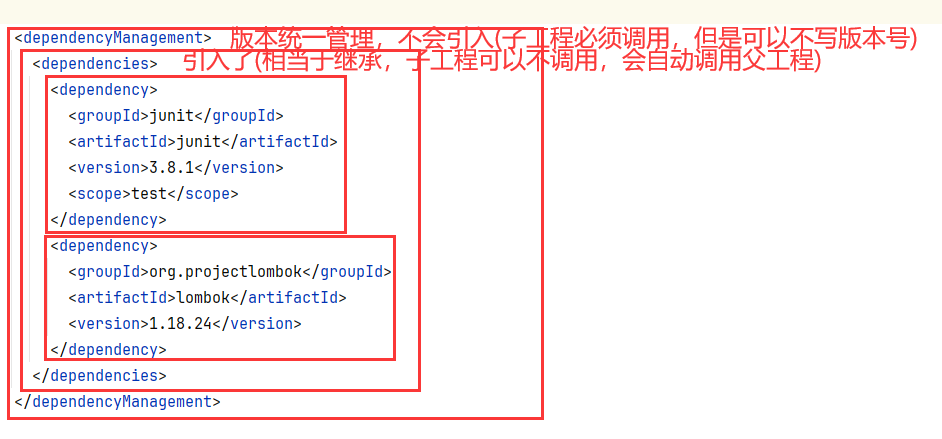 <dependencyManagement> 版本统一管理，不会引入(子工程必须调用，但是可以不写版本号)
<dependencies> 引入了(相当于继承，子工程可以不调用，会自动调用父工程)
<dependency>
<groupId>junit</groupId>
<artifactId>junit</artifactId>
<version>3.8.1</version>
<scope>test</scope>
</dependency>
<dependency>
<groupId>org.projectlombok</groupId>
<artifactId>lombok</artifactId>
<version>1.18.24</version>
</dependency>
</dependencies>
</dependencyManagement>